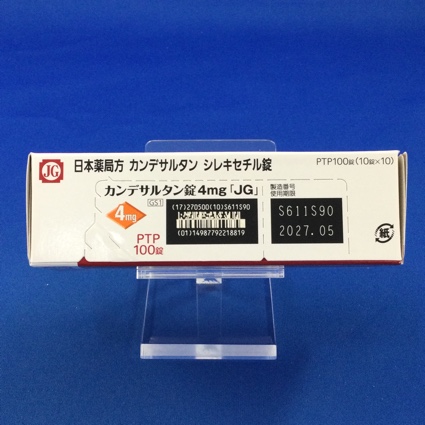 JG
日本薬局方 カンデサルタン シレキセチル錠
PTP100錠(10錠×10)
カンデサルタン錠4mg「JG」
4mg
GS1
(17)270500(10)S611S90
(01)14987792218819
PTP
100錠
製造番号
使用期限
S611S90
2027.05
紙